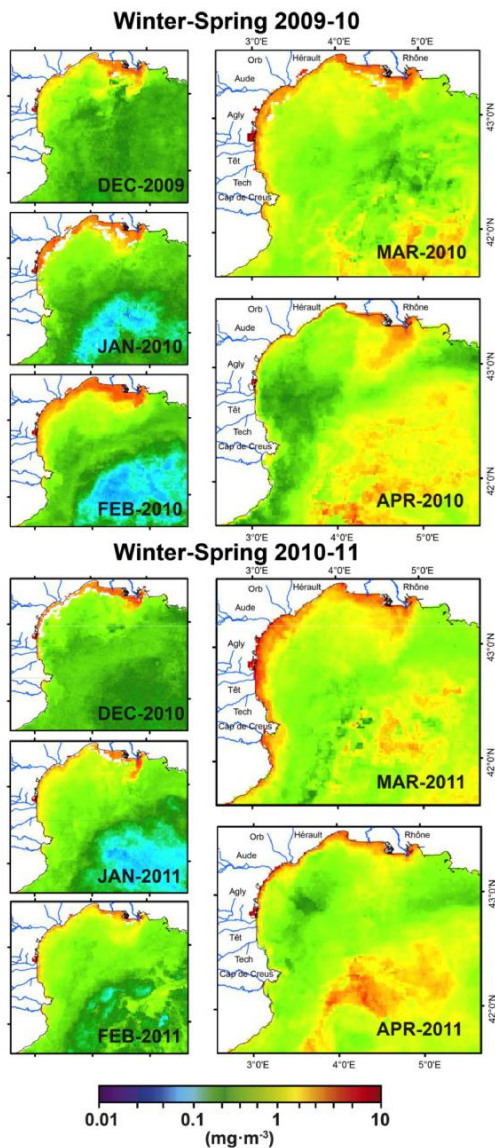 Winter-Spring 2009-10
3°0'E 4°0'E 5°0'E
Orb Hérault Rhône
Aude
43°0'N
Agly
Têt
DEC-2009
Tech
Cap de Creus
42°0'N
MAR-2010
JAN-2010
Orb Hérault Rhône
Aude
43°0'N
Agly
Têt
Tech
Cap de Creus
42°0'N
FEB-2010
APR-2010
3°0'E 4°0'E 5°0'E
Winter-Spring 2010-11
3°0'E 4°0'E 5°0'E
Orb Hérault Rhône
Aude
43°0'N
Agly
Têt
DEC-2010
Tech
Cap de Creus
42°0'N
MAR-2011
JAN-2011
Orb Hérault Rhône
Aude
43°0'N
Agly
Têt
Tech
Cap de Creus
42°0'N
FEB-2011
APR-2011
3°0'E 4°0'E 5°0'E
0.01 0.1 1 10
(mg·m⁻³)